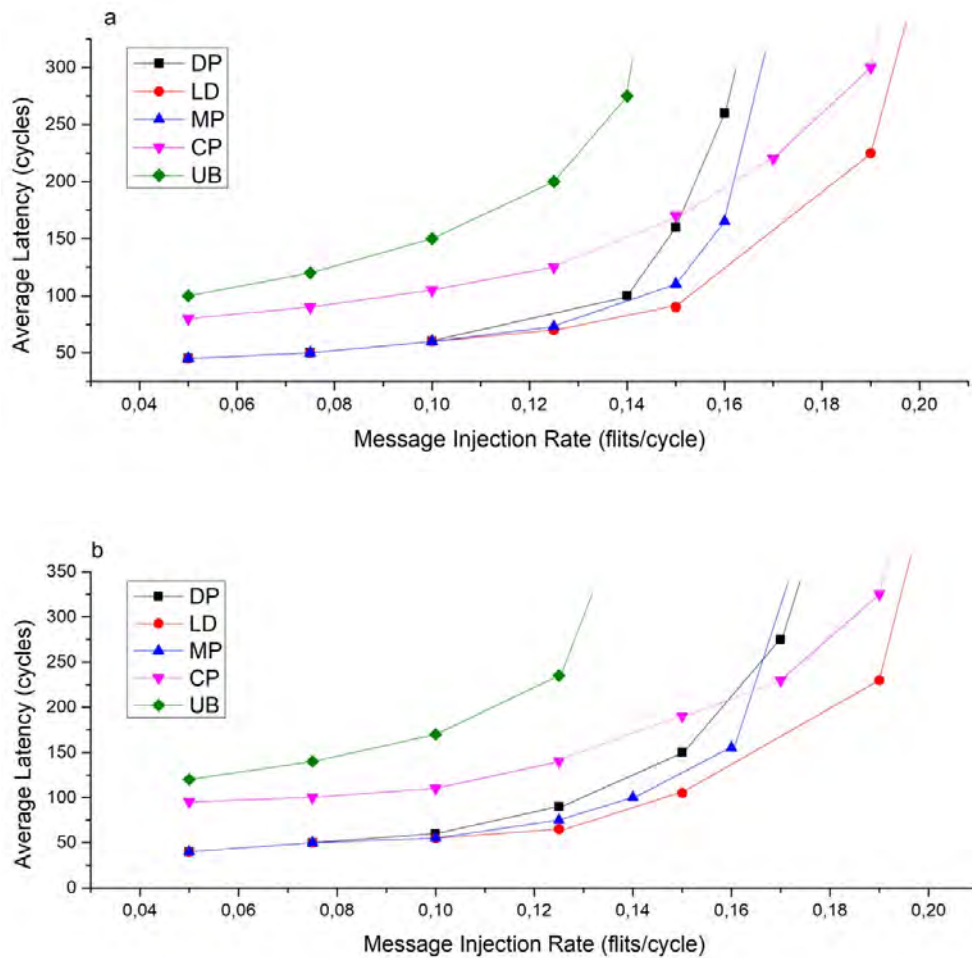 a
DP
LD
MP
CP
UB
300
250
200
150
100
50
Average Latency (cycles)
0,04 0,06 0,08 0,10 0,12 0,14 0,16 0,18 0,20
Message Injection Rate (flits/cycle)
b
DP
LD
MP
CP
UB
350
300
250
200
150
100
50
0
Average Latency (cycles)
0,04 0,06 0,08 0,10 0,12 0,14 0,16 0,18 0,20
Message Injection Rate (flits/cycle)